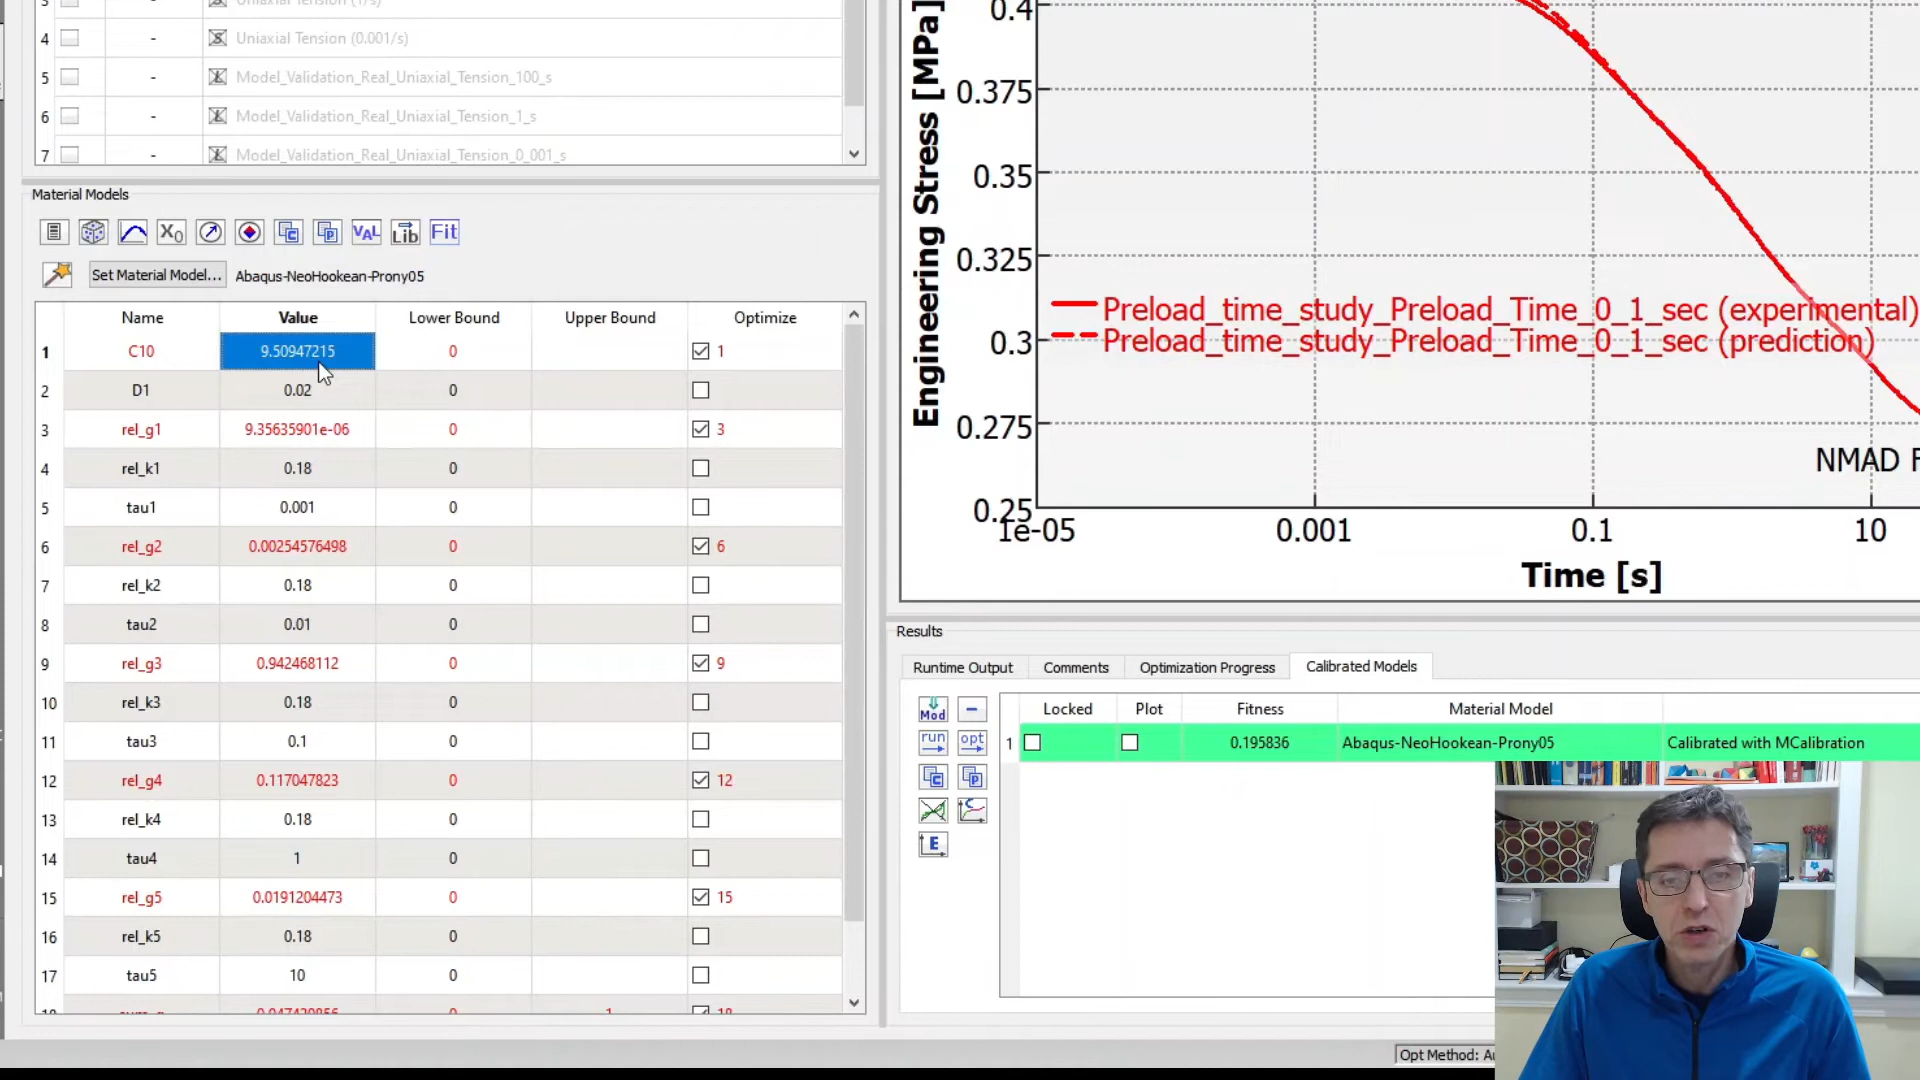 3 - Uniaxial Tension (1/s)
4 - Uniaxial Tension (0.001/s)
5 - Model_Validation_Real_Uniaxial_Tension_100_s
6 - Model_Validation_Real_Uniaxial_Tension_1_s
7 - Model_Validation_Real_Uniaxial_Tension_0_001_s
Material Models
X0 VAL Lib Fit
Set Material Model... Abaqus-NeoHookean-Prony05
Name Value Lower Bound Upper Bound Optimize
1 C10 9.50947215 0 1
2 D1 0.02 0
3 rel_g1 9.35635901e-06 0 3
4 rel_k1 0.18 0
5 tau1 0.001 0
6 rel_g2 0.00254576498 0 6
7 rel_k2 0.18 0
8 tau2 0.01 0
9 rel_g3 0.942468112 0 9
10 rel_k3 0.18 0
11 tau3 0.1 0
12 rel_g4 0.117047823 0 12
13 rel_k4 0.18 0
14 tau4 1 0
15 rel_g5 0.0191204473 0 15
16 rel_k5 0.18 0
17 tau5 10 0
Engineering Stress [MPa]
0.4
0.375
0.35
0.325
0.3
0.275
0.25
Preload_time_study_Preload_Time_0_1_sec (experimental)
Preload_time_study_Preload_Time_0_1_sec (prediction)
NMAD F
1e-05 0.001 0.1 10
Time [s]
Results
Runtime Output Comments Optimization Progress Calibrated Models
Mod
run opt
C P
E
Locked Plot Fitness Material Model
1 0.195836 Abaqus-NeoHookean-Prony05 Calibrated with MCalibration
Opt Method: Au